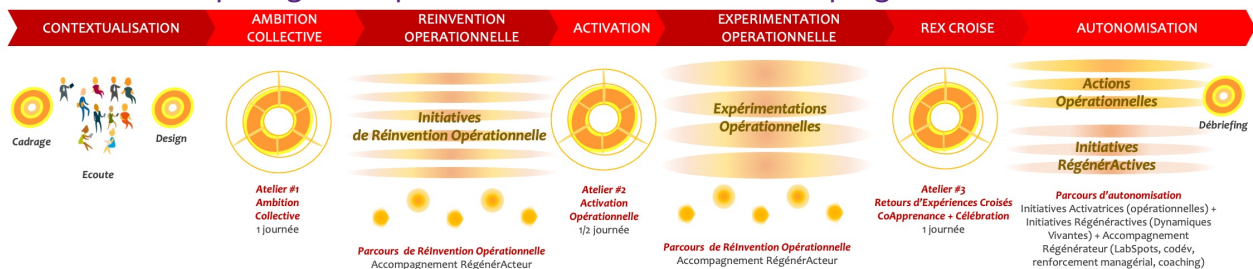 CONTEXTUALISATION
AMBITION
COLLECTIVE
REINVENTION
OPERATIONNELLE
ACTIVATION
EXPERIMENTATION
OPERATIONNELLE
REX CROISE
AUTONOMISATION
Cadrage
Ecoute
Design
Atelier #1
Ambition
Collective
1 journée
Initiatives
de Réinvention Opérationnelle
Parcours de RéInvention Opérationnelle
Accompagnement RégénérActeur
Atelier #2
Activation
Opérationnelle
1/2 journée
Expérimentations
Opérationnelles
Parcours de RéInvention Opérationnelle
Accompagnement RégénérActeur
Atelier #3
Retours d'Expériences Croisés
CoApprenance + Célébration
1 journée
Actions
Opérationnelles
Initiatives
RégénérActives
Débriefing
Parcours d'autonomisation
Initiatives Activatrices (opérationnelles) +
Initiatives Régénéractives (Dynamiques
Vivantes) + Accompagnement
Régénérateur (LabSpots, codév,
renforcement managérial, coaching)